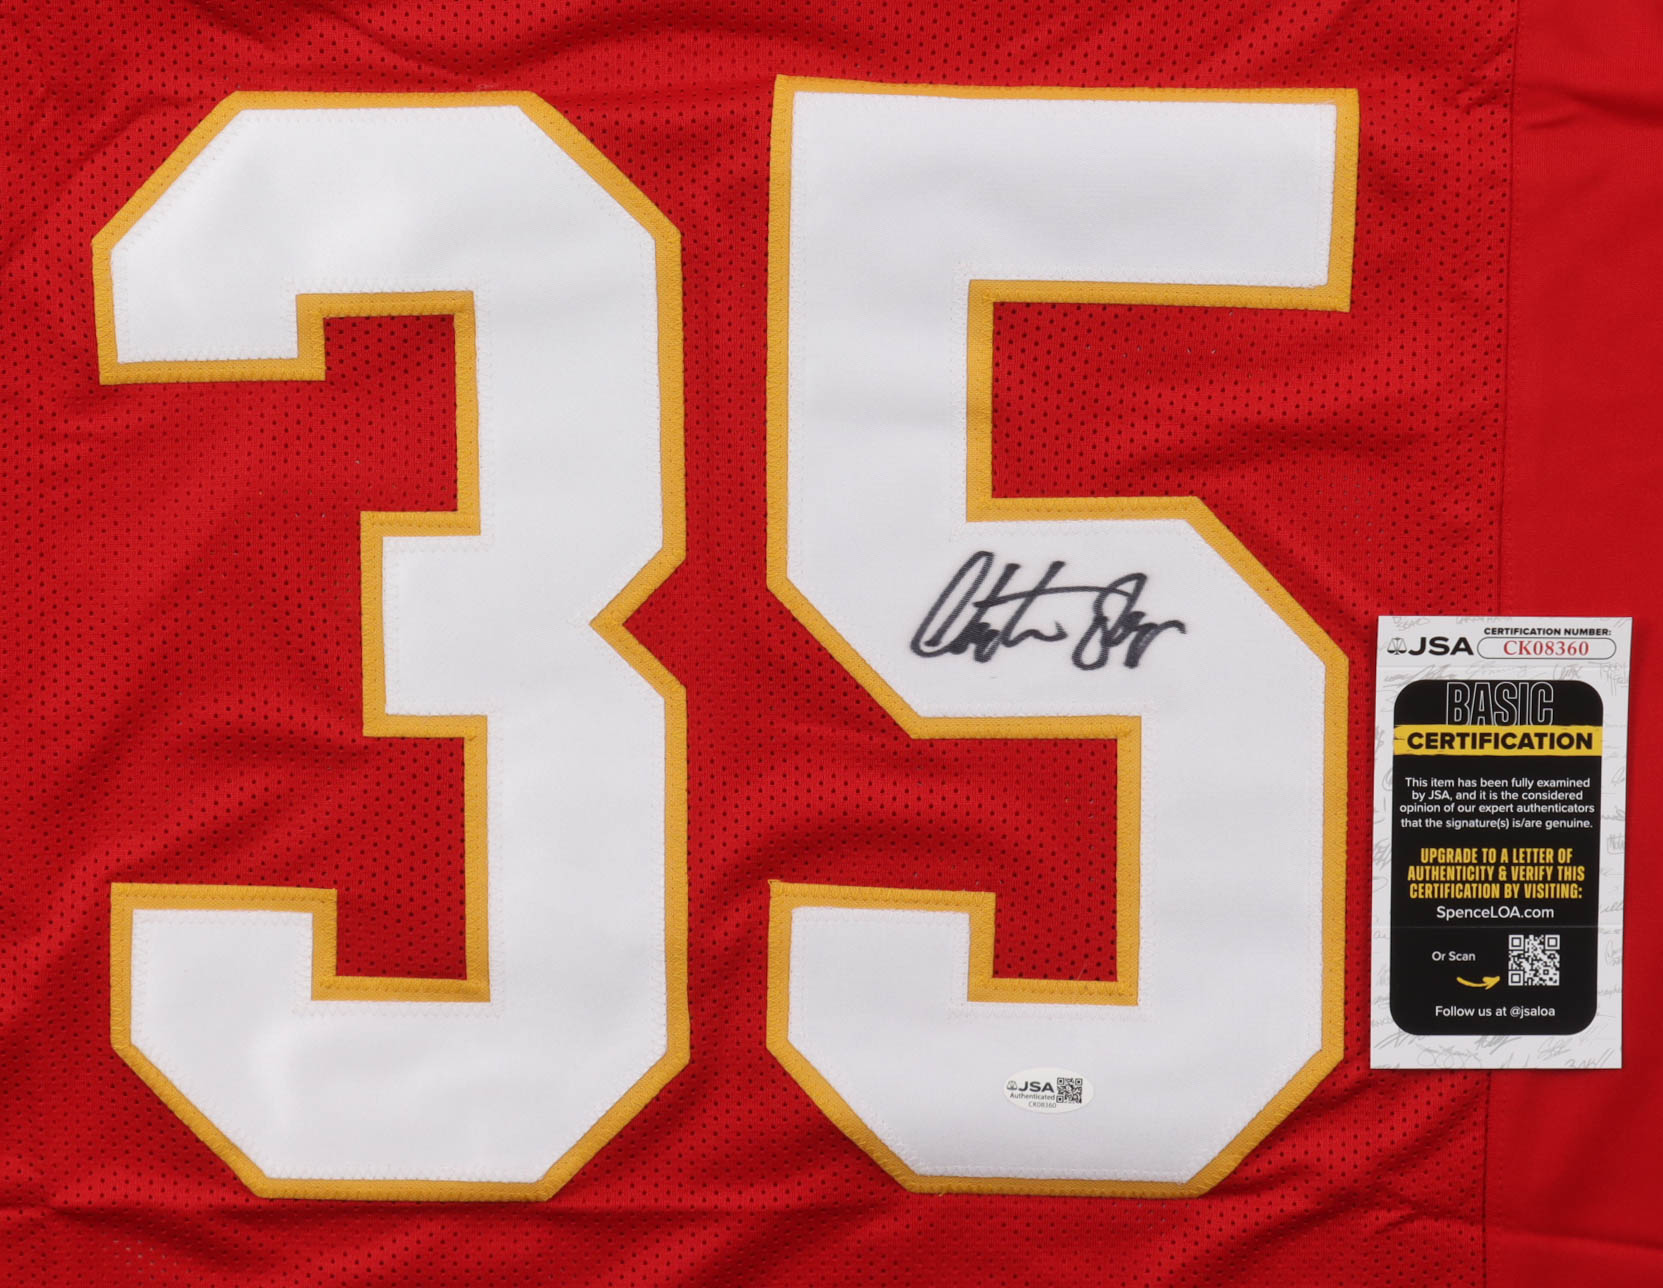 35
JSA
CERTIFICATION NUMBER:
CK08360
BASIC
CERTIFICATION
This item has been fully examined
by JSA, and it is the considered
opinion of our expert authenticators
that the signature(s) is/are genuine.
UPGRADE TO A LETTER OF
AUTHENTICITY & VERIFY THIS
CERTIFICATION BY VISITING:
SpenceLOA.com
Or Scan
Follow us at @jsaloa
JSA
Authenticated
CK08360